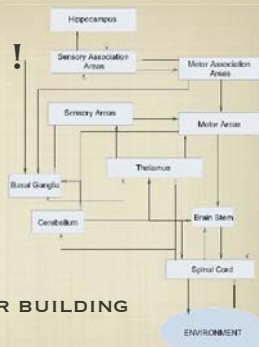 Hippocampus
!
Sensory Association
Areas
Motor Association
Areas
Sensory Areas
Motor Areas
Thalamus
Basal Ganglia
Cerebellum
Brain Stem
Spinal Cord
R BUILDING
ENVIRONMENT